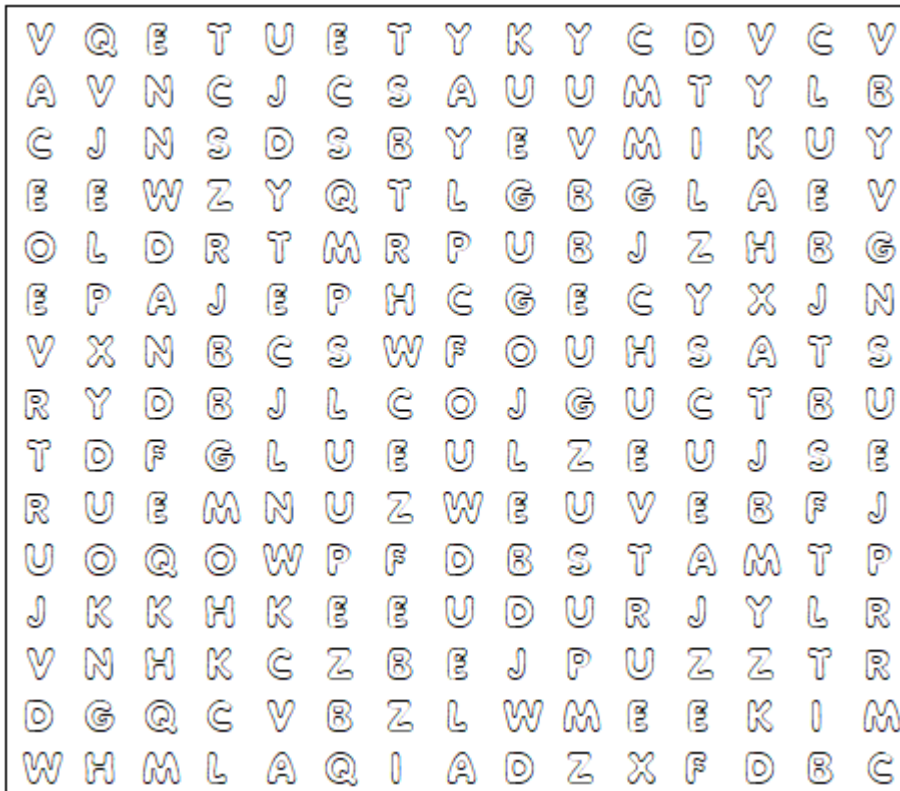 V Q E T U E T Y K Y C D V C V
A V N C J C S A U U M T Y L B
C J N S D S B Y E V M I K U Y
E E W Z Y Q T L G B G L A E V
O L D R T M R P U B J Z H B G
E P A J E P H C G E C Y X J N
V X N B C S W F O U H S A T S
R Y D B J L C O J G U C T B U
T D F G L U E U L Z E U J S E
R U E M N U Z W E U V E B F J
U O Q O W P F D B S T A M T P
J K K H K E E U D U R J Y L R
V N H K C Z B E J P U Z Z T R
D G Q C V B Z L W M E E K I M
W H M L A Q I A D Z X F D B C